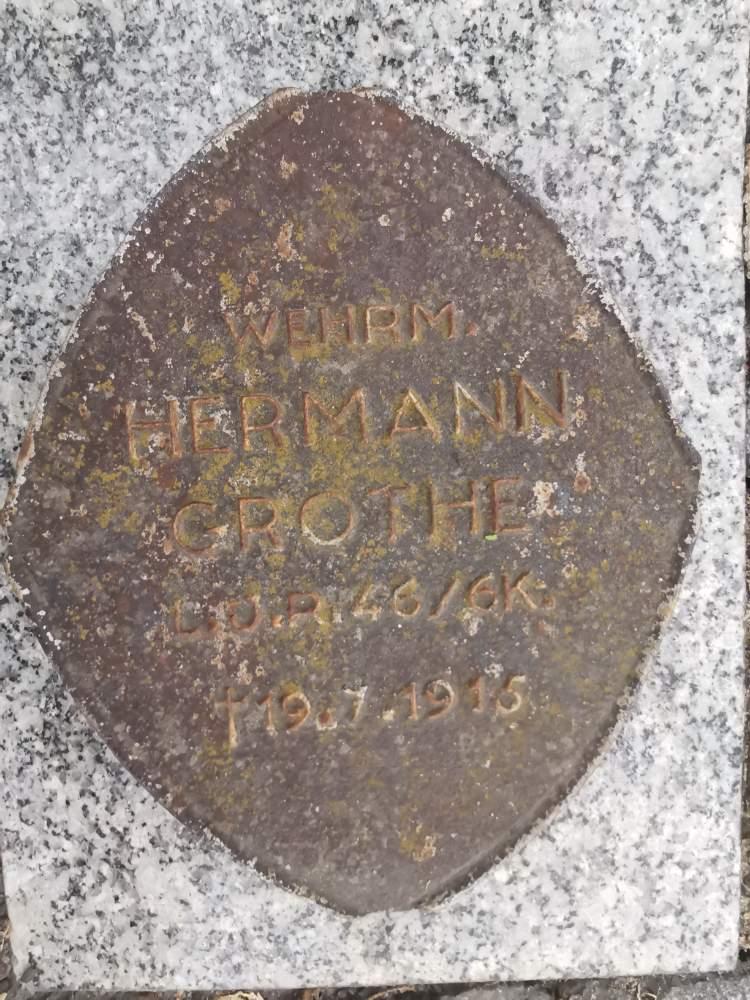 WEHRM.
HERMANN
GROTHE
L.J.R. 46/6K.
†19.7.1915